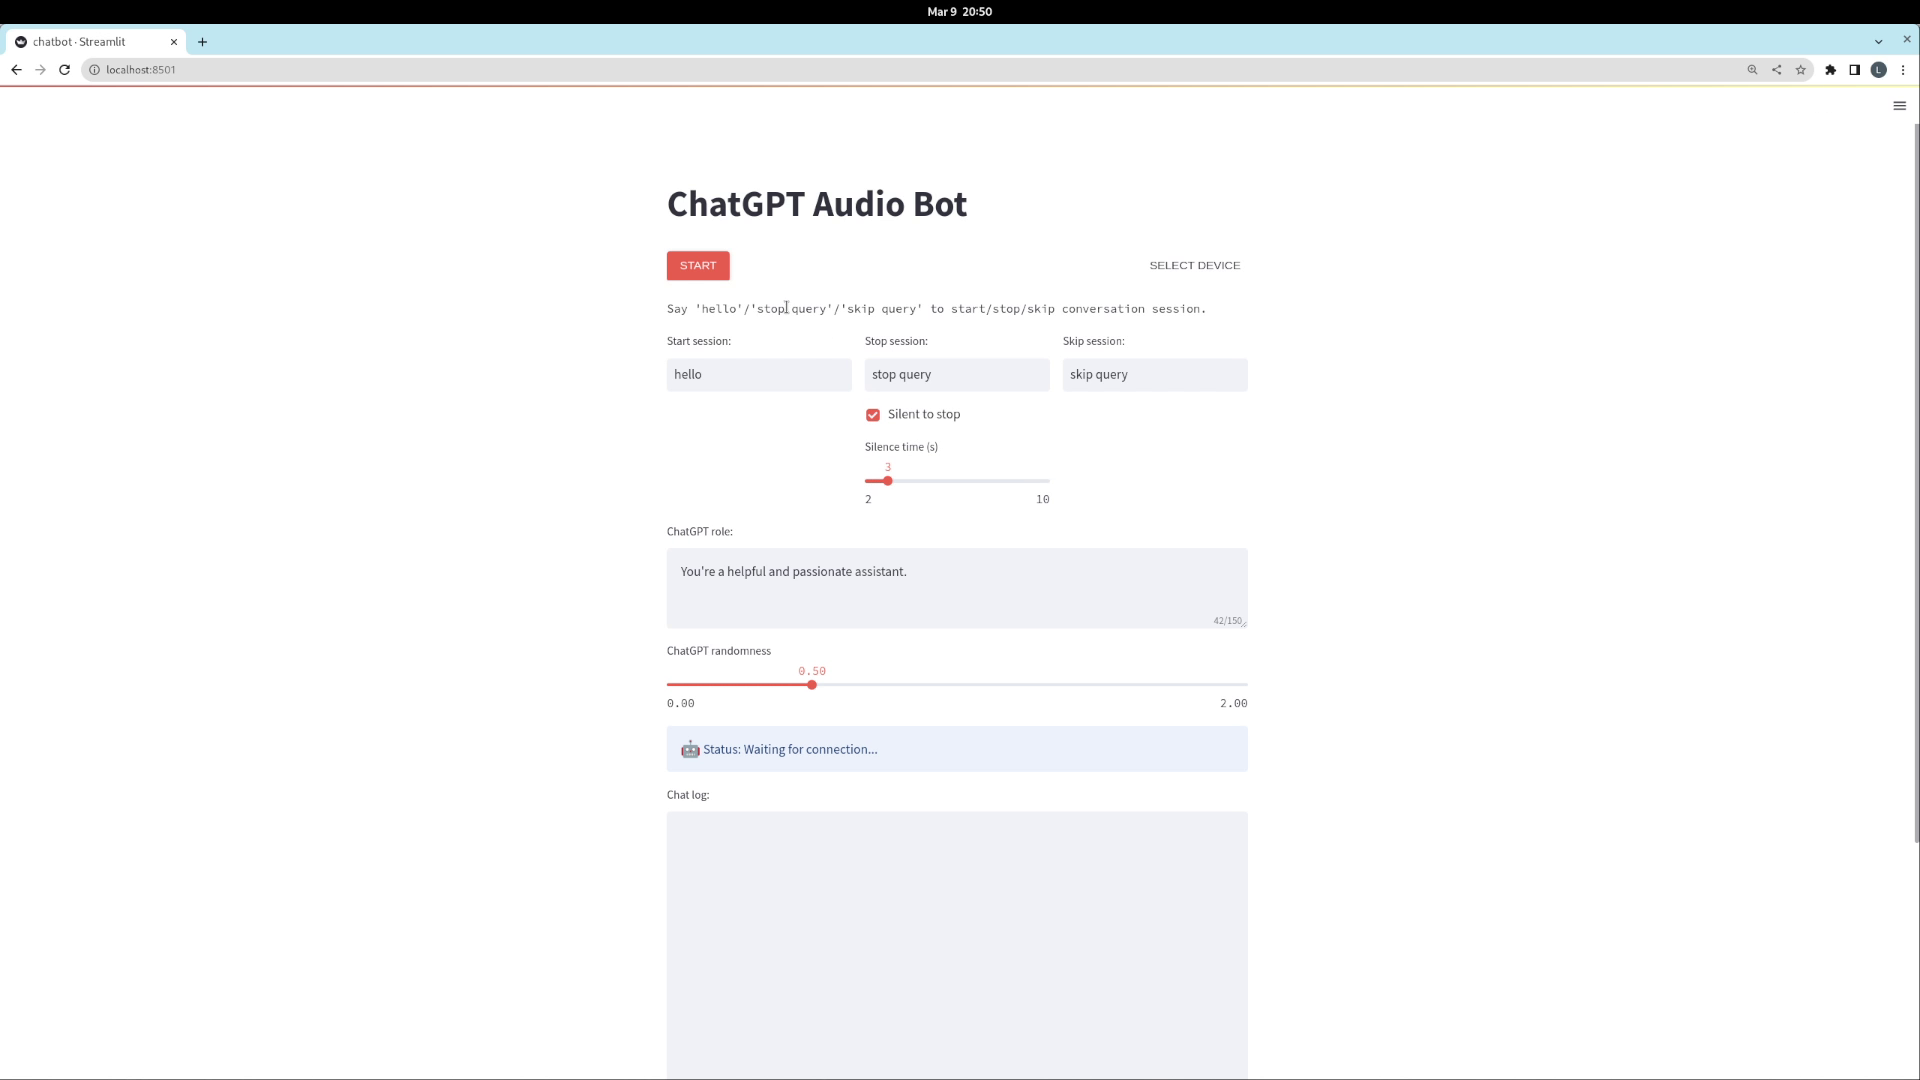 Mar 9 20:50
chatbot · Streamlit
localhost:8501
L
ChatGPT Audio Bot
START
SELECT DEVICE
Say 'hello'/'stop query'/'skip query' to start/stop/skip conversation session.
Start session:
Stop session:
Skip session:
hello
stop query
skip query
Silent to stop
Silence time (s)
3
2
10
ChatGPT role:
You're a helpful and passionate assistant.
42/150
ChatGPT randomness
0.50
0.00
2.00
🤖 Status: Waiting for connection...
Chat log: